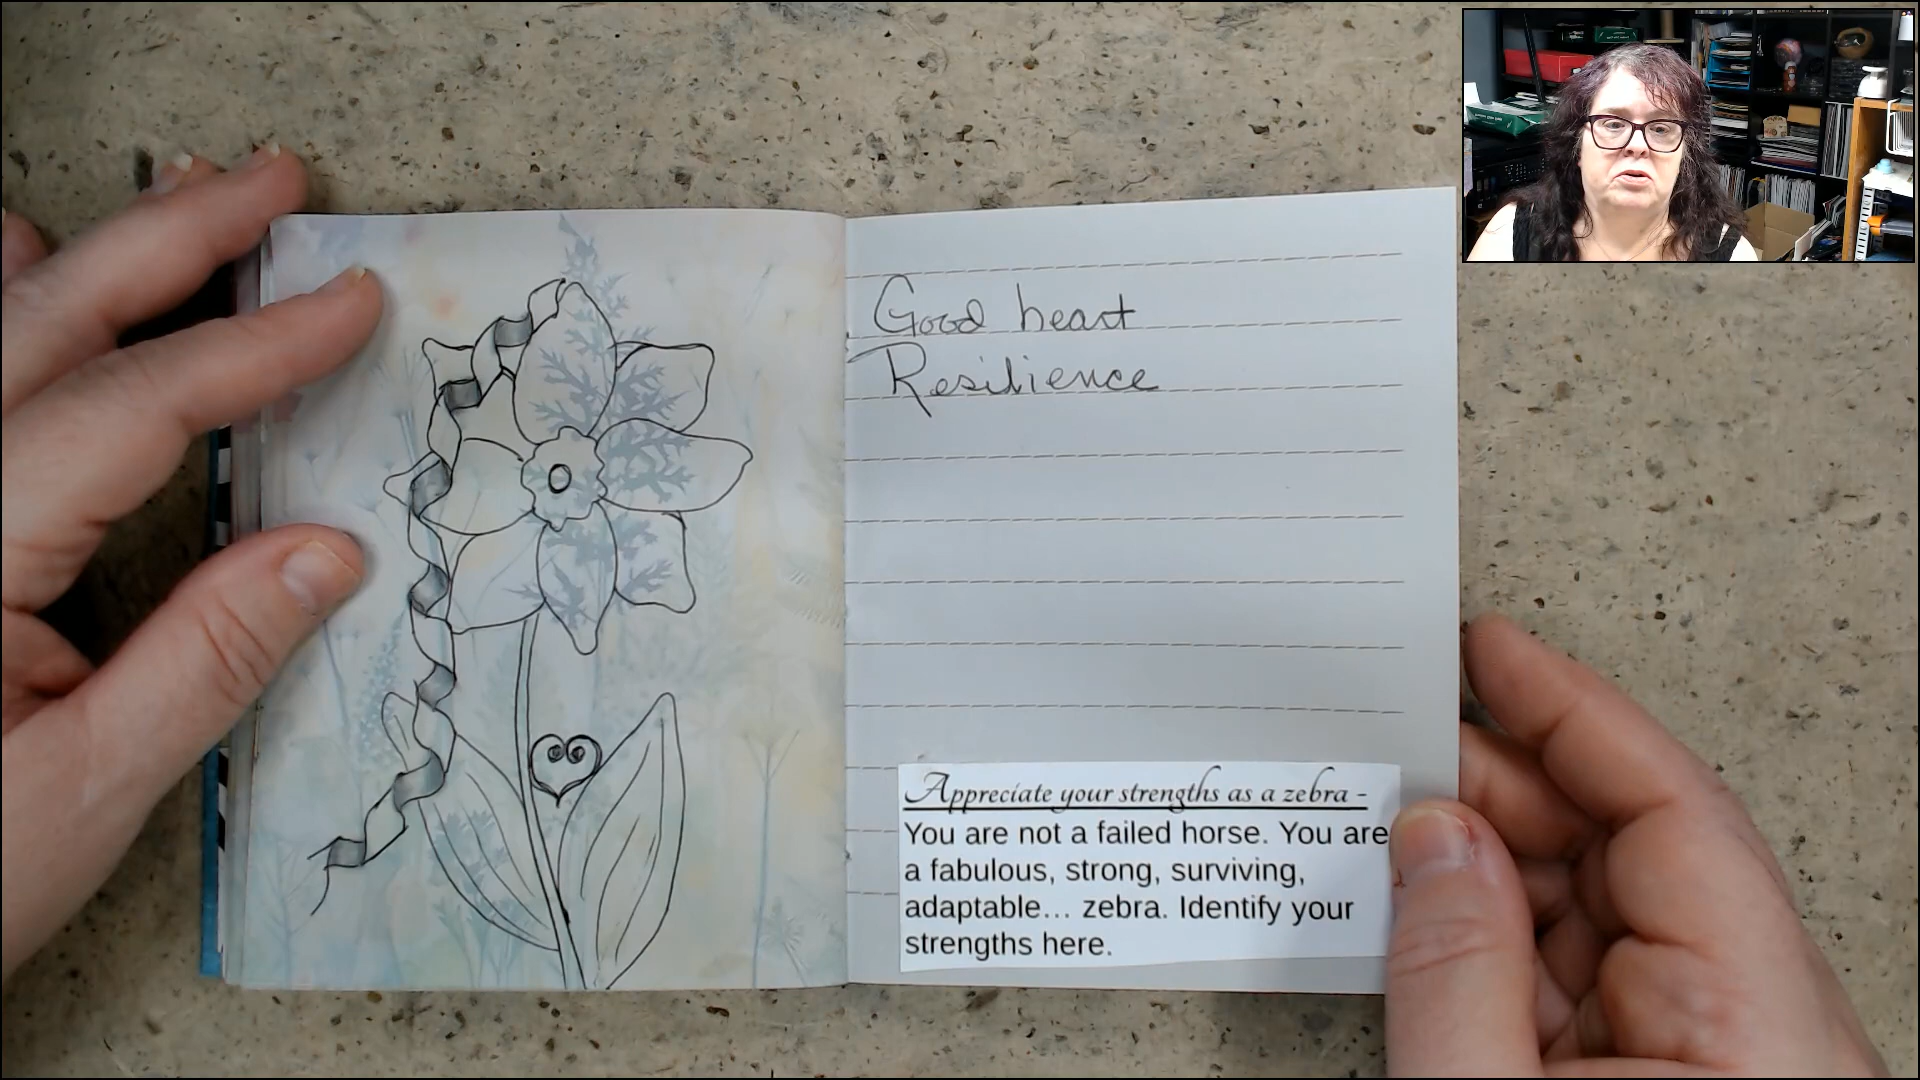 Good heart
Resilience
Appreciate your strengths as a zebra -
You are not a failed horse. You are
a fabulous, strong, surviving,
adaptable... zebra. Identify your
strengths here.